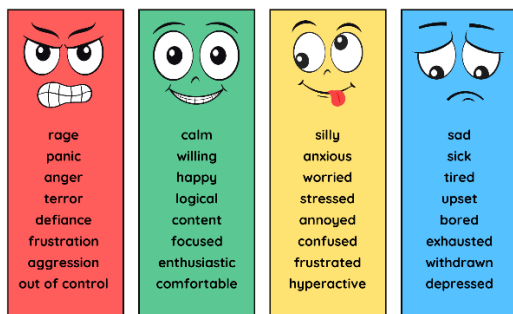 rage
panic
anger
terror
defiance
frustration
aggression
out of control
calm
willing
happy
logical
content
focused
enthusiastic
comfortable
silly
anxious
worried
stressed
annoyed
confused
frustrated
hyperactive
sad
sick
tired
upset
bored
exhausted
withdrawn
depressed